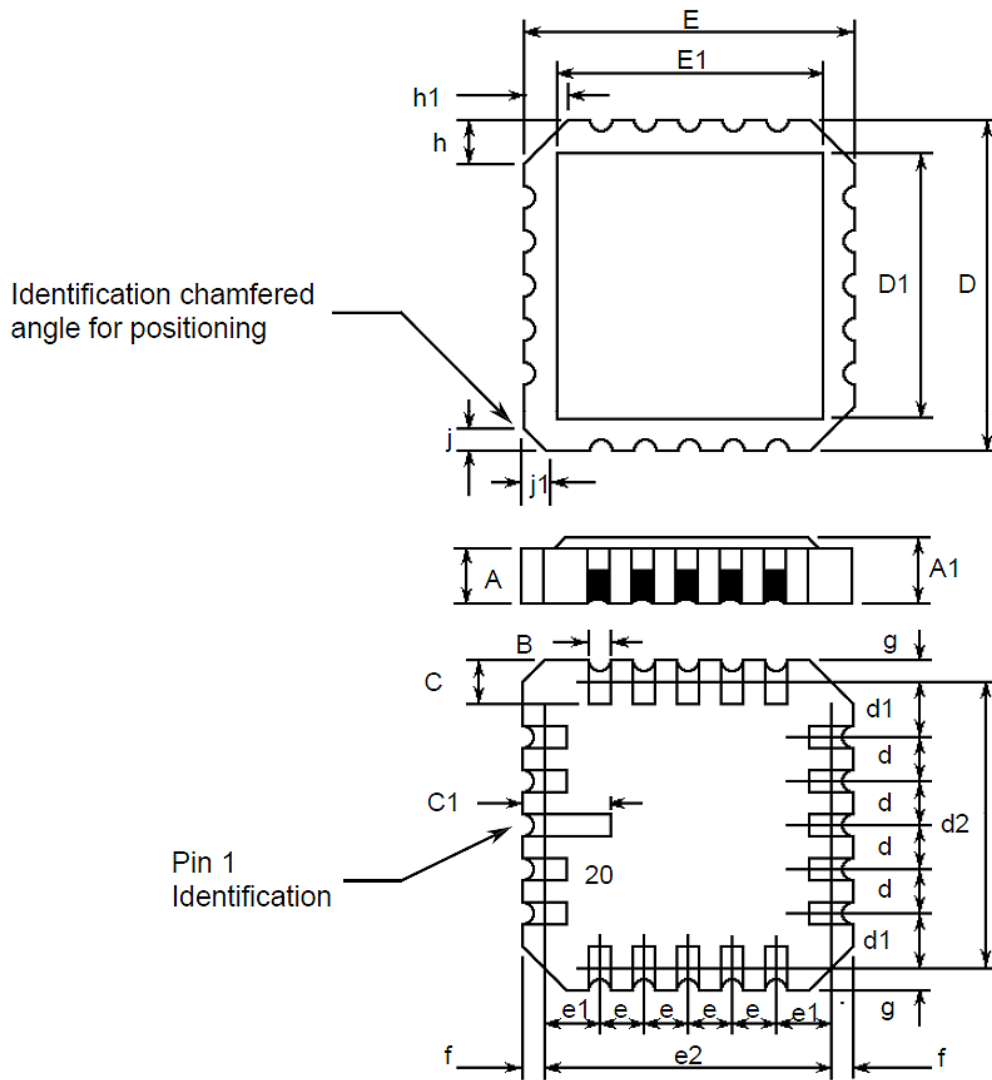 E
E1
h1
h
D1
D
Identification chamfered
angle for positioning
j
j1
A
A1
B
g
C
d1
d
C1
d
d2
Pin 1
Identification
20
d
d
d1
e1
e
e
e
e
e1
g
f
e2
f